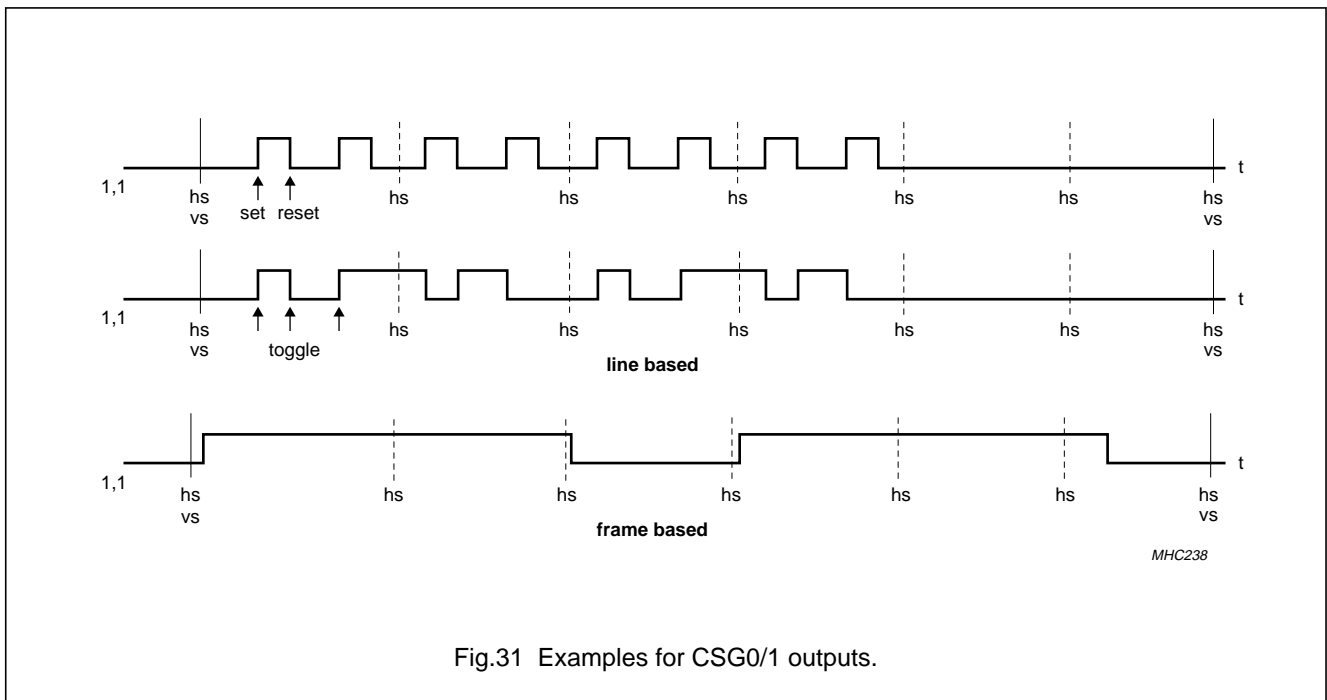 1,1 t
hs hs hs hs hs hs hs
vs set reset vs
1,1 t
hs hs hs hs hs hs hs
vs toggle vs
line based
1,1 t
hs hs hs hs hs hs hs
vs vs
frame based
MHC238
Fig.31 Examples for CSG0/1 outputs.